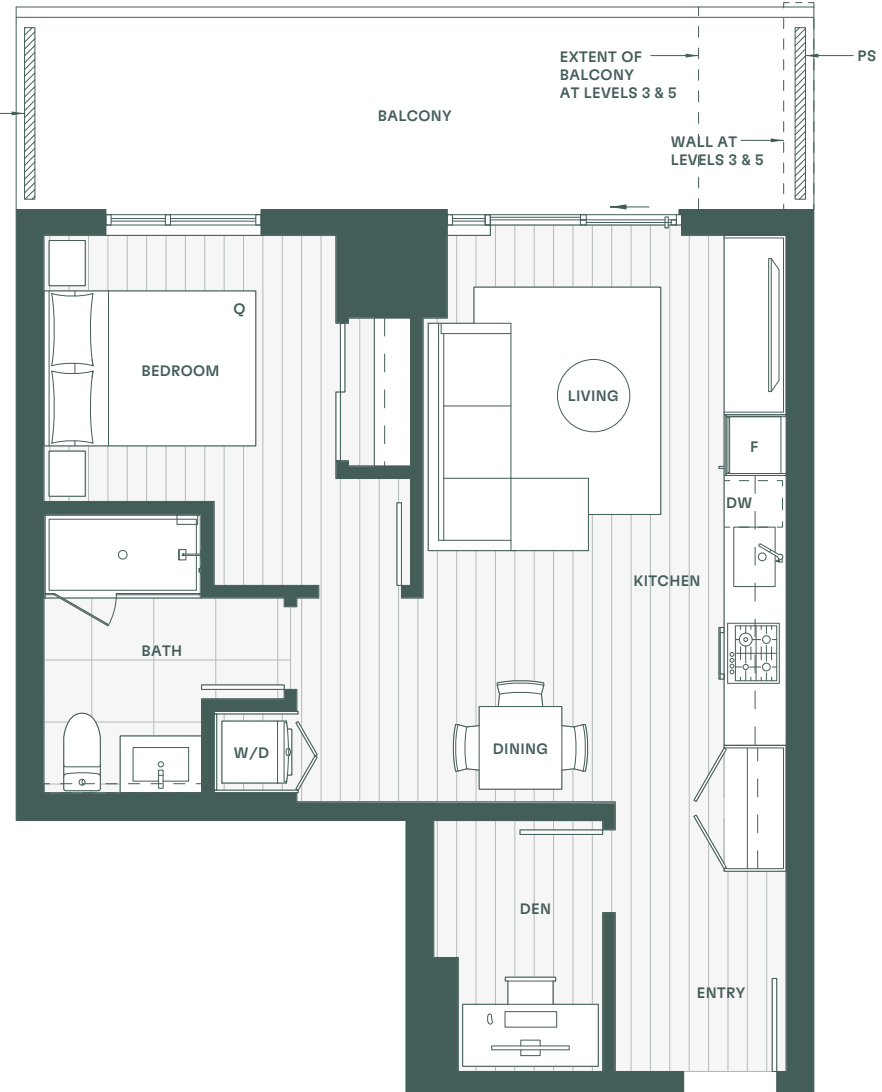 EXTENT OF
BALCONY
AT LEVELS 3 & 5
PS
BALCONY
WALL AT
LEVELS 3 & 5
Q
BEDROOM
LIVING
F
DW
KITCHEN
BATH
W/D
DINING
DEN
ENTRY